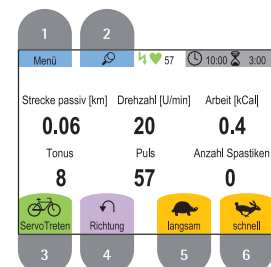 1 2
Menü 57 10:00 3:00
Strecke passiv [km] Drehzahl [U/min] Arbeit [kCal]
0.06 20 0.4
Tonus Puls Anzahl Spastiken
8 57 0
ServoTreten Richtung langsam schnell
3 4 5 6